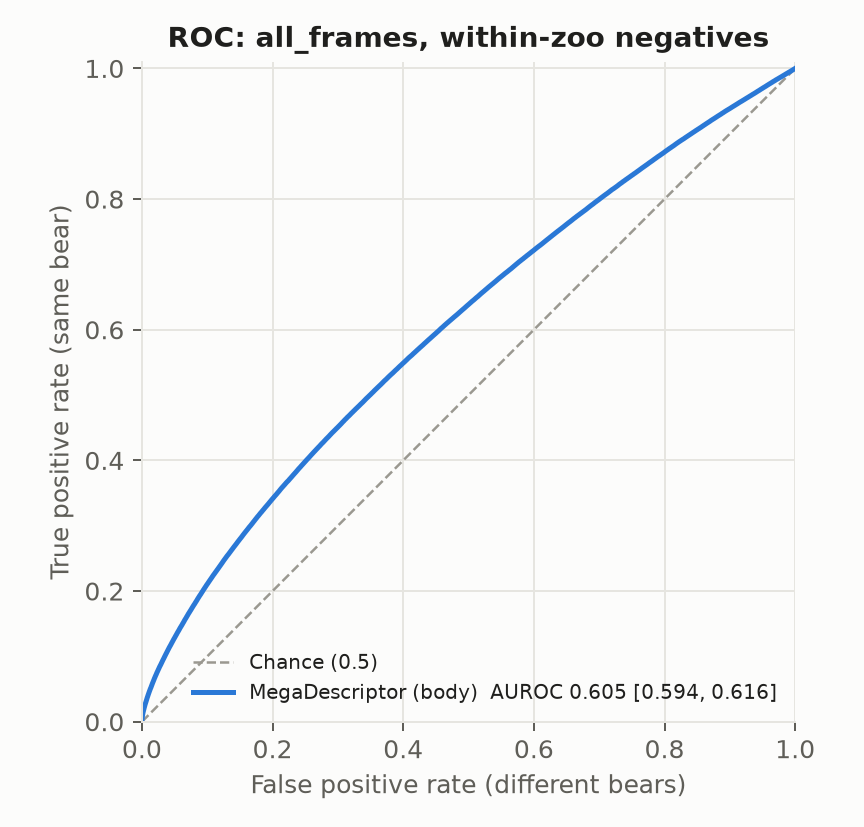 ROC: all_frames, within-zoo negatives
1.0
0.8
0.6
0.4
0.2
0.0
True positive rate (same bear)
Chance (0.5)
MegaDescriptor (body)  AUROC 0.605 [0.594, 0.616]
0.0 0.2 0.4 0.6 0.8 1.0
False positive rate (different bears)